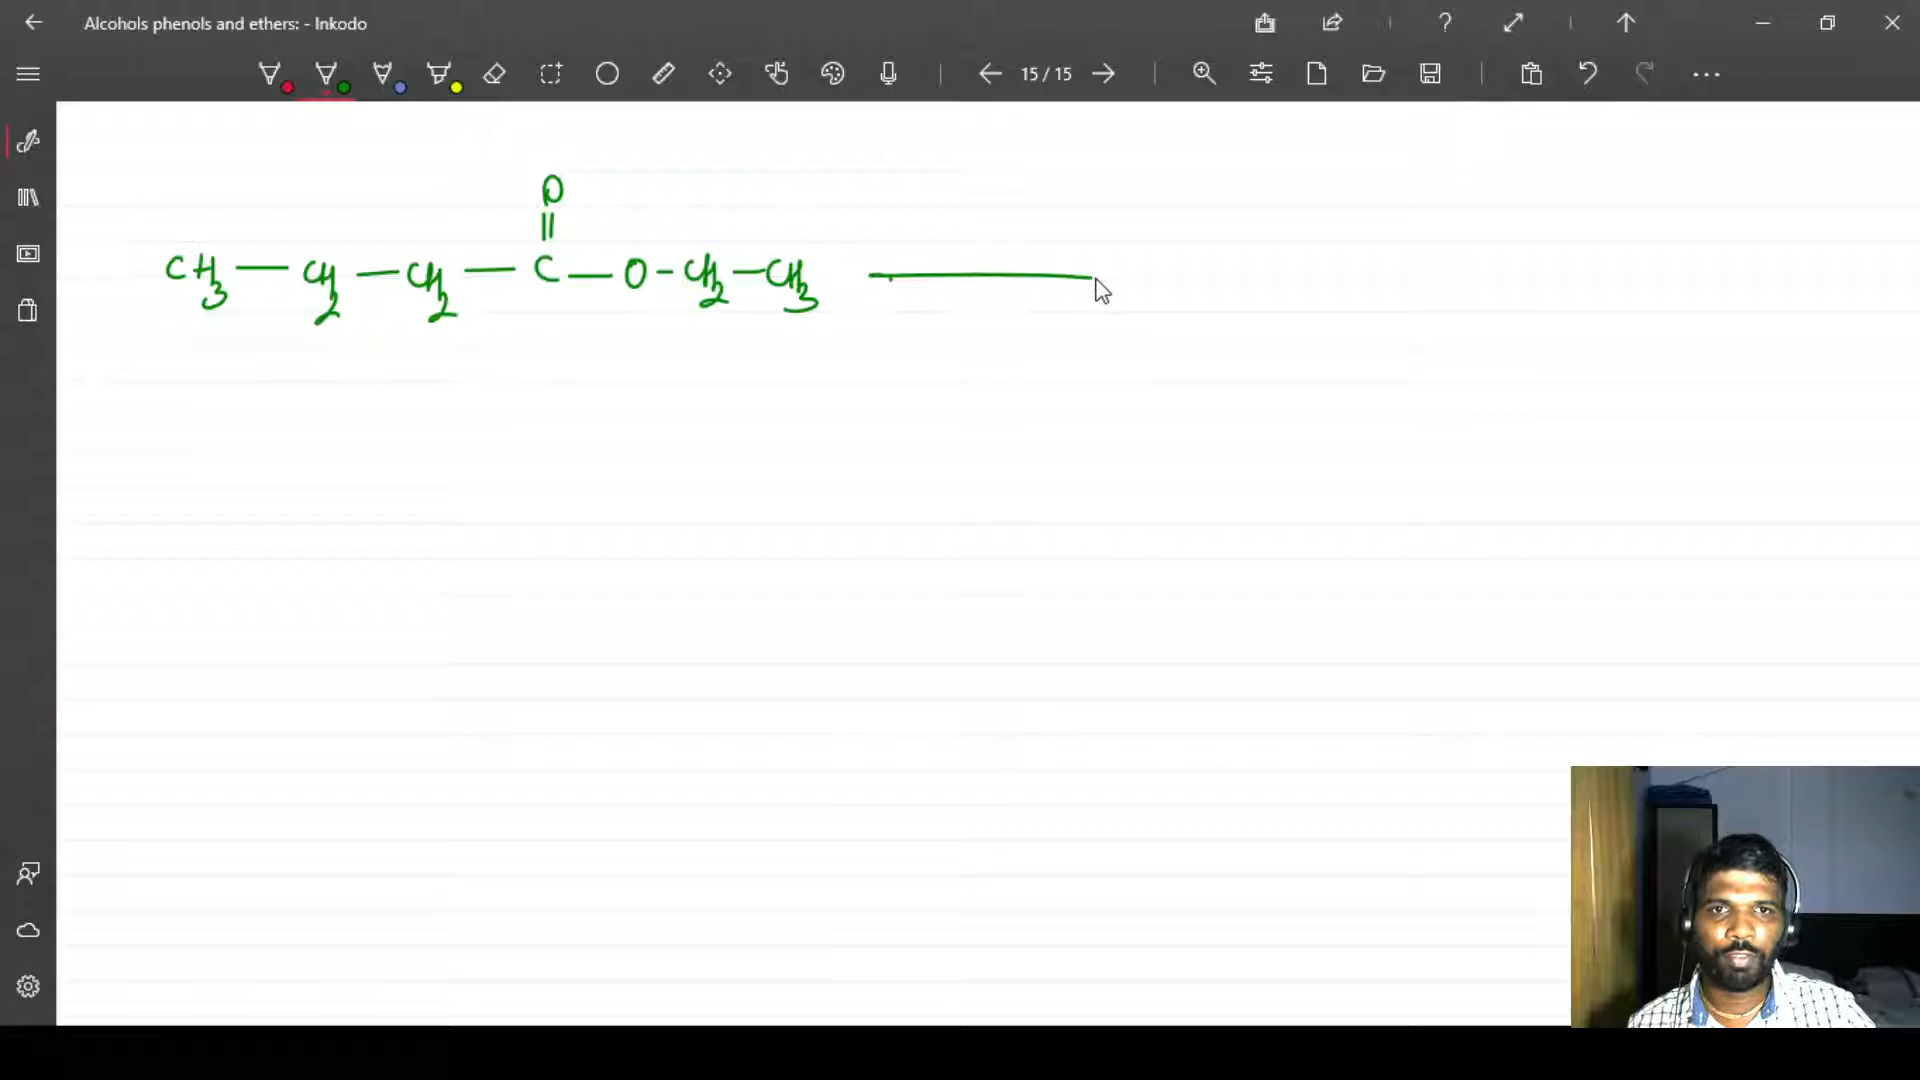 Alcohols phenols and ethers: - Inkodo
15 / 15
O
||
CH3 — CH2 — CH2 — C — O - CH2 — CH3